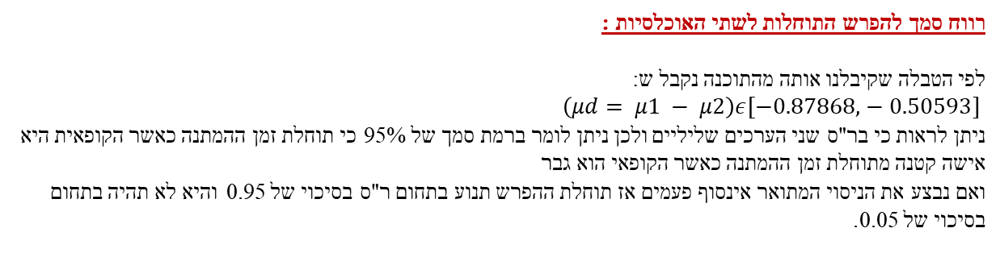 רווח סמך להפרש התוחלות לשתי האוכלסיות :
לפי הטבלה שקיבלנו אותה מהתוכנה נקבל ש:
(μd = μ1 − μ2)ϵ[−0.87868, − 0.50593]
ניתן לראות כי בר"ס שני הערכים שליליים ולכן ניתן לומר ברמת סמך של 95% כי תוחלת זמן ההמתנה כאשר הקופאית היא
אישה קטנה מתוחלת זמן ההמתנה כאשר הקופאי הוא גבר
ואם נבצע את הניסוי המתואר אינסוף פעמים אז תוחלת ההפרש תנוע בתחום ר"ס בסיכוי של 0.95 והיא לא תהיה בתחום
בסיכוי של 0.05.